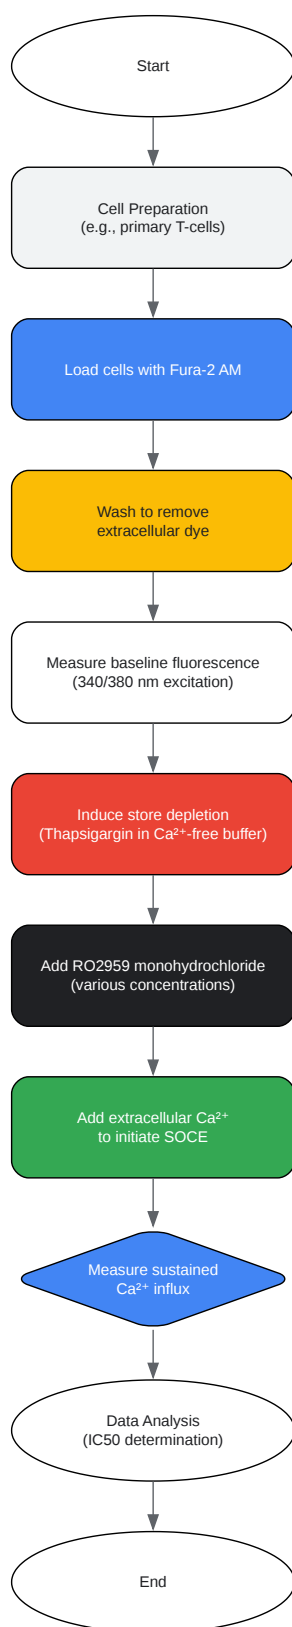 Start
Cell Preparation
(e.g., primary T-cells)
Load cells with Fura-2 AM
Wash to remove
extracellular dye
Measure baseline fluorescence
(340/380 nm excitation)
Induce store depletion
(Thapsigargin in Ca²⁺-free buffer)
Add RO2959 monohydrochloride
(various concentrations)
Add extracellular Ca²⁺
to initiate SOCE
Measure sustained
Ca²⁺ influx
Data Analysis
(IC50 determination)
End